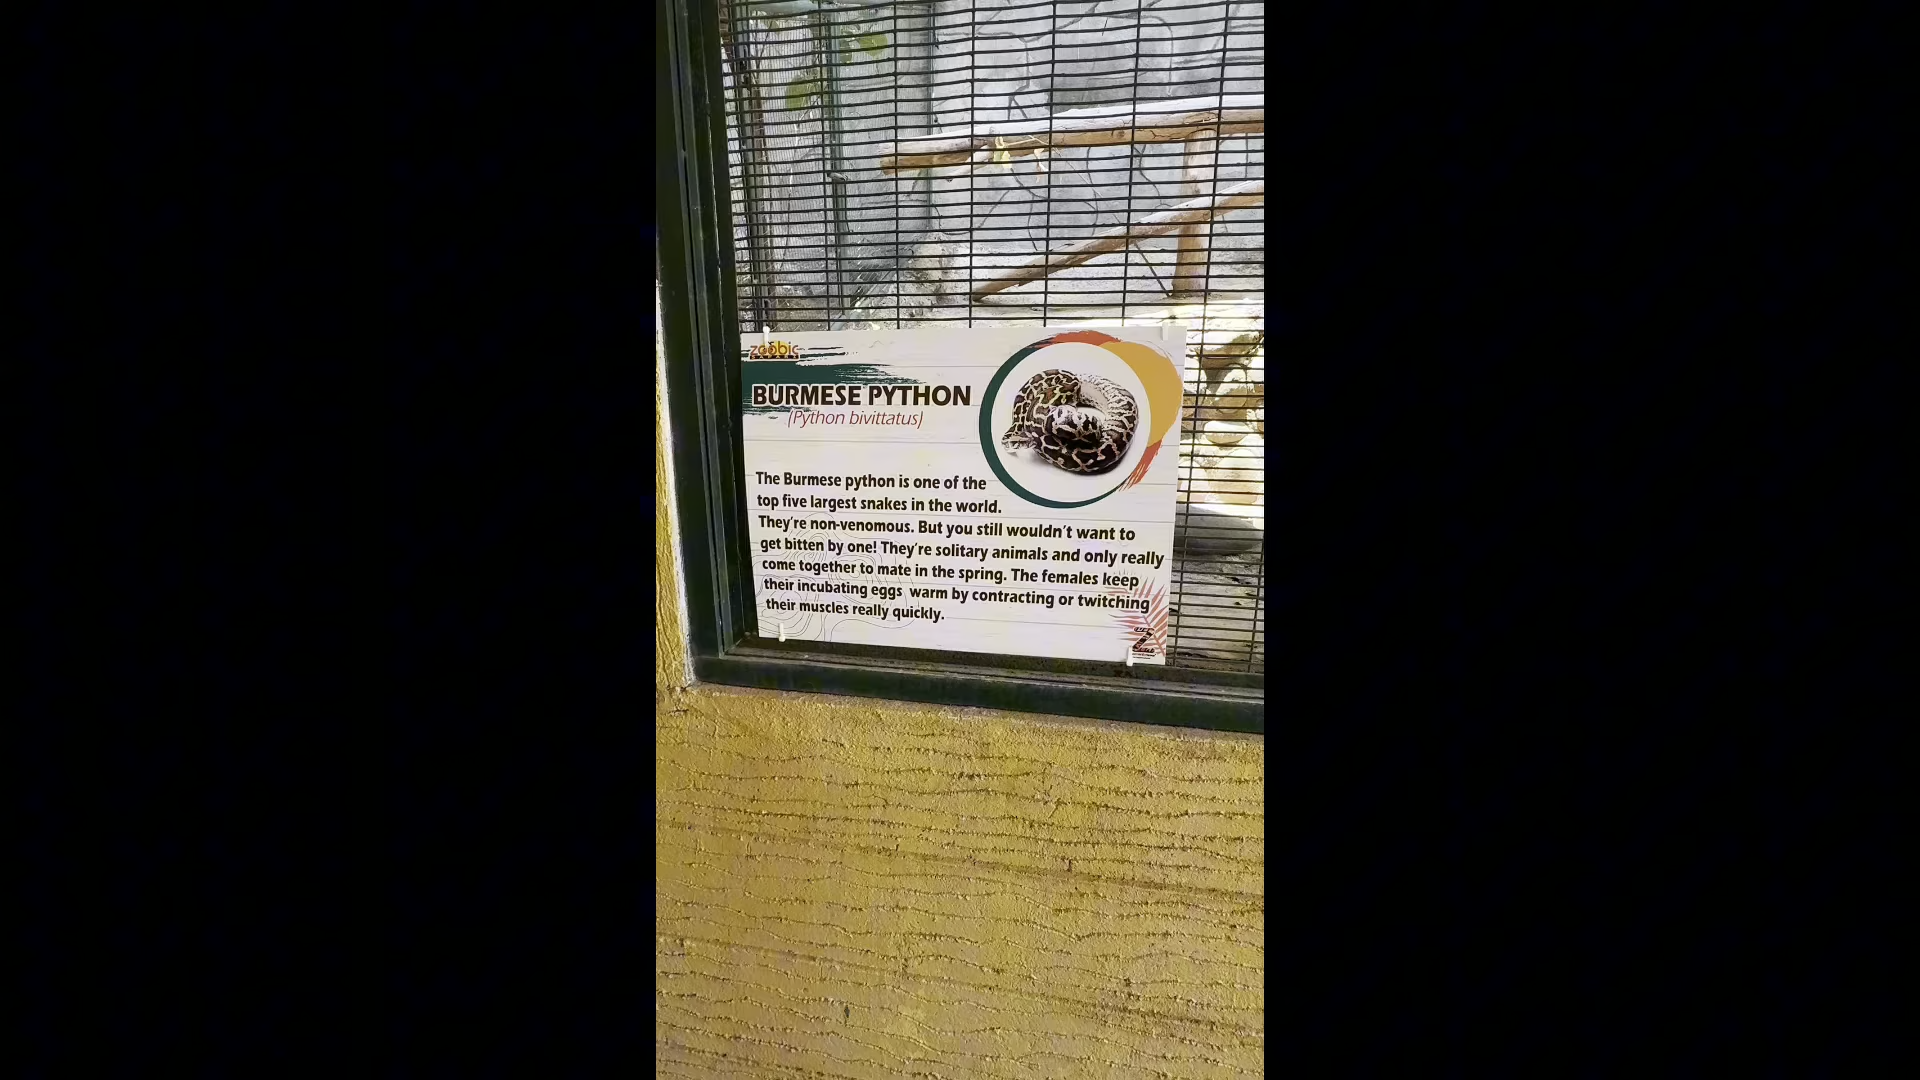 zoobic
BURMESE PYTHON
(Python bivittatus)
The Burmese python is one of the
top five largest snakes in the world.
They're non-venomous. But you still wouldn't want to
get bitten by one! They're solitary animals and only really
come together to mate in the spring. The females keep
their incubating eggs warm by contracting or twitching
their muscles really quickly.